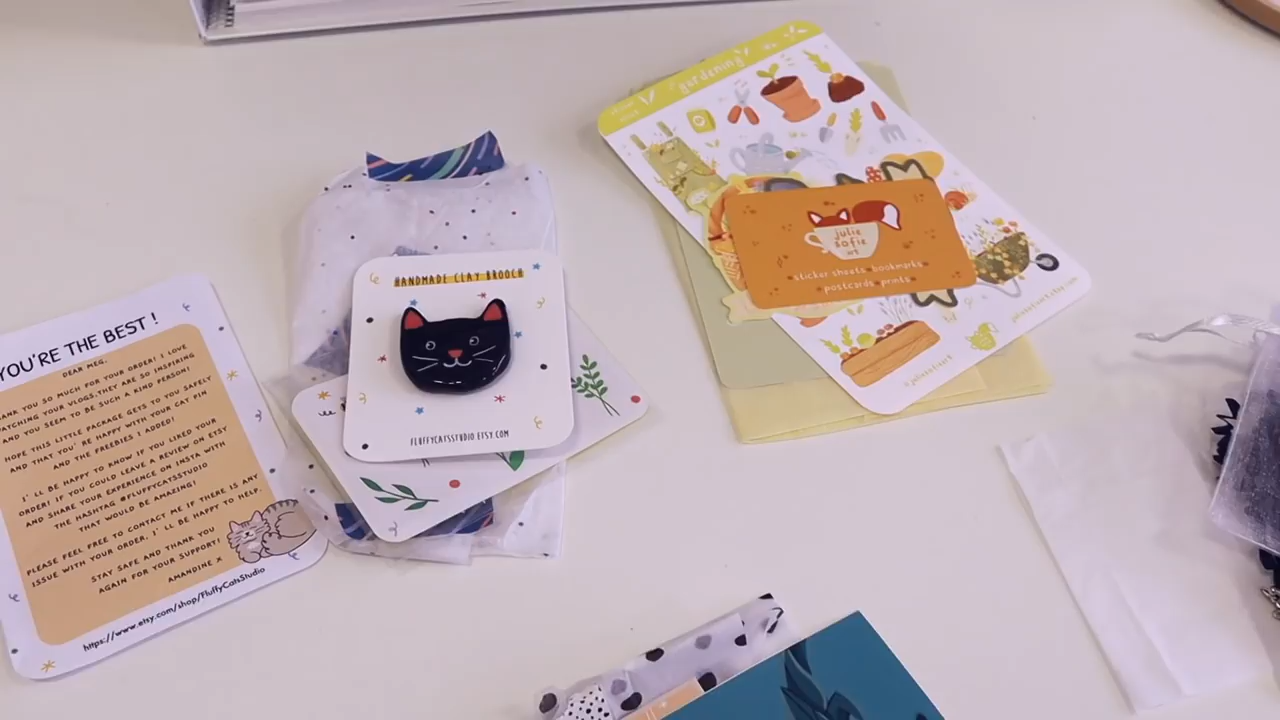 YOU'RE THE BEST !
DEAR MEG,
ANK YOU SO MUCH FOR YOUR ORDER! I LOVE
ATCHING YOUR VLOGS,THEY ARE SO INSPIRING
AND YOU SEEM TO BE SUCH A KIND PERSON!
HOPE THIS LITTLE PACKAGE GETS TO YOU SAFELY
AND THAT YOU' RE HAPPY WITH YOUR CAT PIN
AND THE FREEBIES I ADDED!
I' LL BE HAPPY TO KNOW IF YOU LIKED YOUR
ORDER! IF YOU COULD LEAVE A REVIEW ON ETSY
AND SHARE YOUR EXPERIENCE ON INSTA WITH
THE HASHTAG #FLUFFYCATSSTUDIO
THAT WOULD BE AMAZING!
PLEASE FEEL FREE TO CONTACT ME IF THERE IS ANY
ISSUE WITH YOUR ORDER, I' LL BE HAPPY TO HELP.
STAY SAFE AND THANK YOU
AGAIN FOR YOUR SUPPORT!
AMANDINE X
https://www.etsy.com/shop/FluffyCatsStudio
HANDMADE CLAY BROOCH
FLUFFYCATSSTUDIO.ETSY.COM
gardening
julie
sofie
art
sticker sheets • bookmarks
postcards • prints
@juliesofieart
juliesofieart.etsy.com